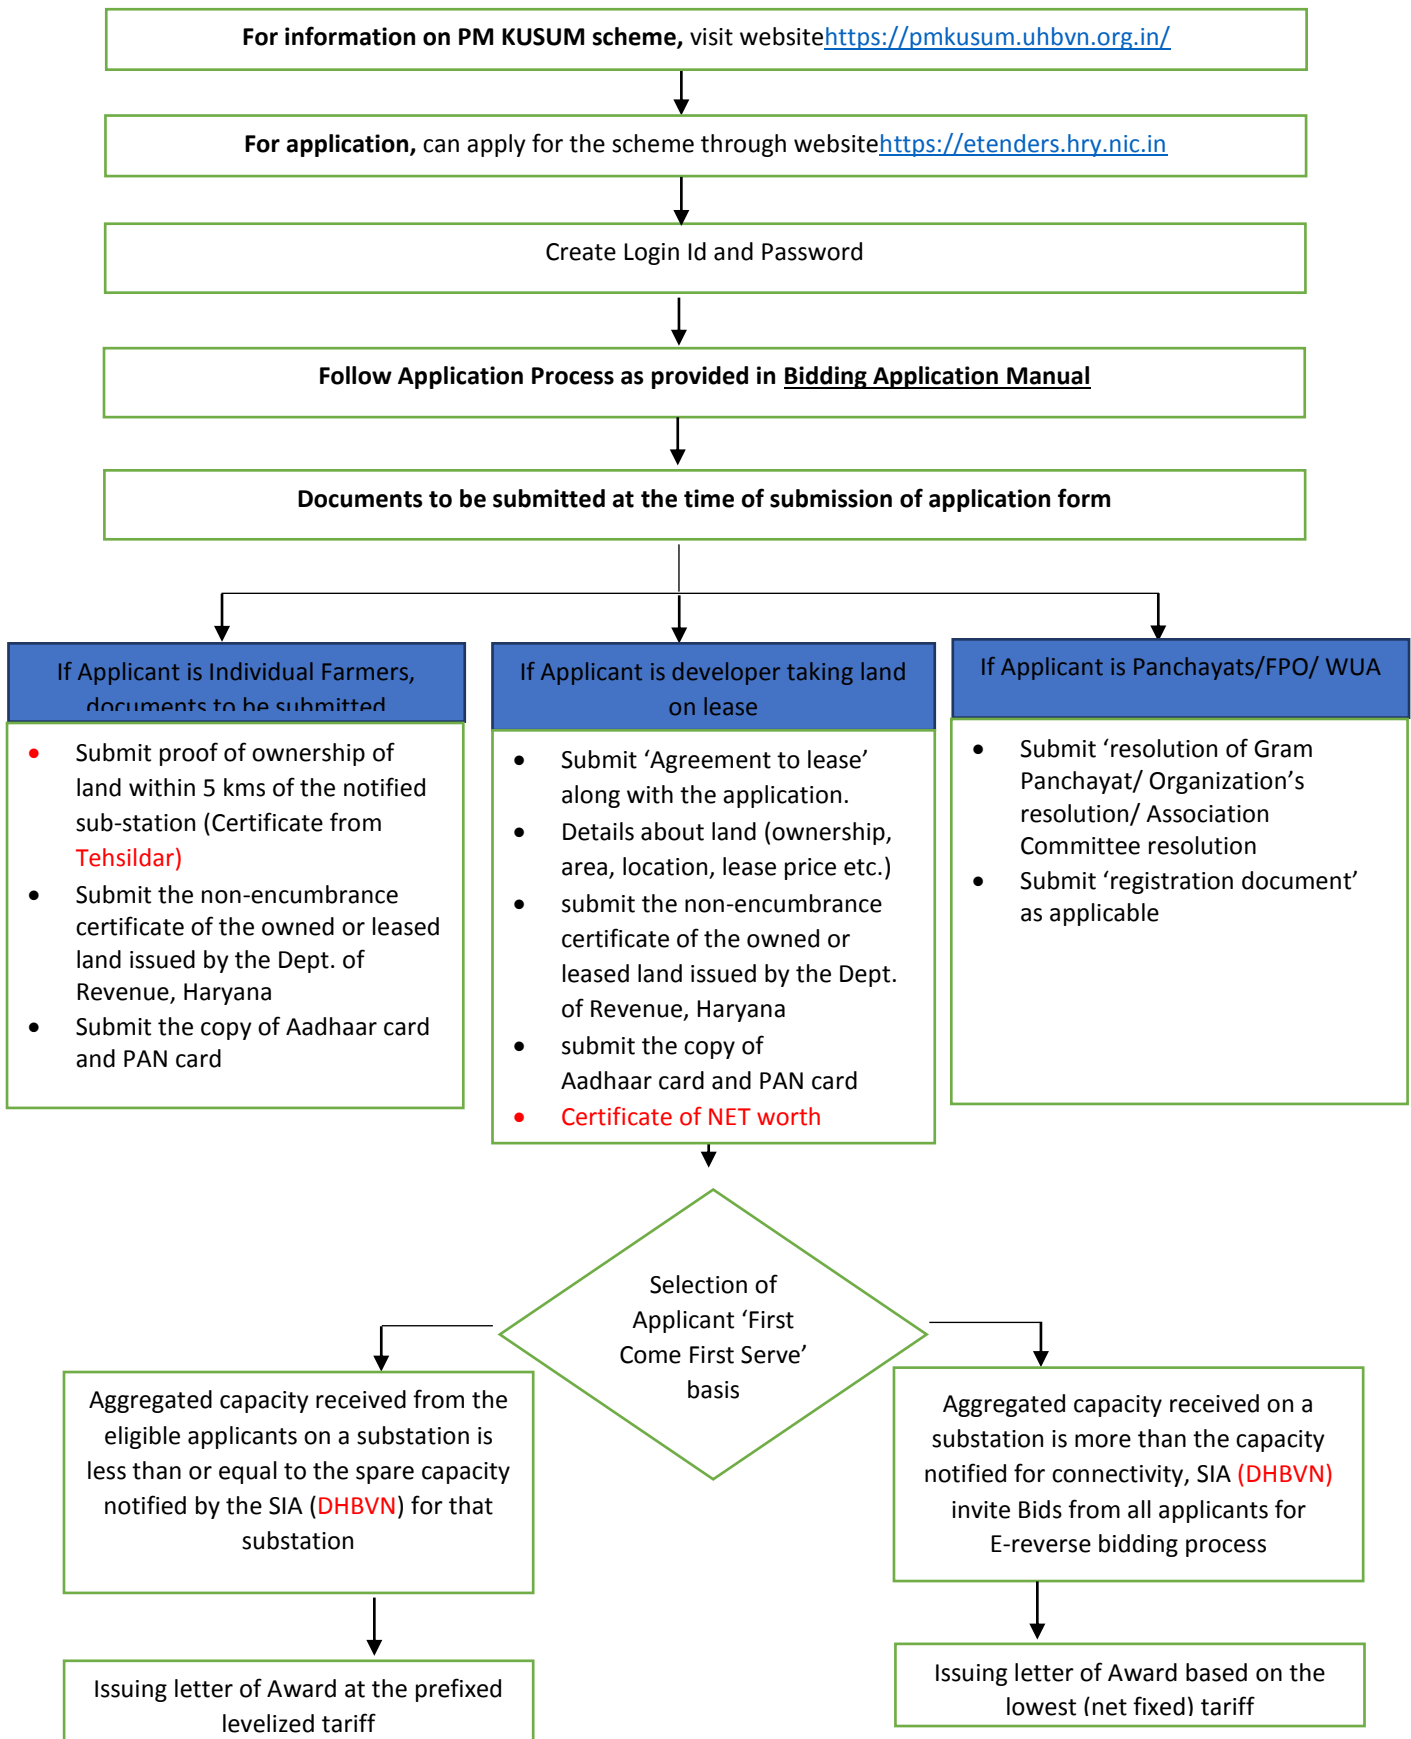 For information on PM KUSUM scheme, visit websitehttps://pmkusum.uhbvn.org.in/
For application, can apply for the scheme through websitehttps://etenders.hry.nic.in
Create Login Id and Password
Follow Application Process as provided in Bidding Application Manual
Documents to be submitted at the time of submission of application form
If Applicant is Individual Farmers,
documents to be submitted
• Submit proof of ownership of
land within 5 kms of the notified
sub-station (Certificate from
Tehsildar)
• Submit the non-encumbrance
certificate of the owned or leased
land issued by the Dept. of
Revenue, Haryana
• Submit the copy of Aadhaar card
and PAN card
If Applicant is developer taking land
on lease
• Submit ‘Agreement to lease’
along with the application.
• Details about land (ownership,
area, location, lease price etc.)
• submit the non-encumbrance
certificate of the owned or
leased land issued by the Dept.
of Revenue, Haryana
• submit the copy of
Aadhaar card and PAN card
• Certificate of NET worth
If Applicant is Panchayats/FPO/ WUA
• Submit ‘resolution of Gram
Panchayat/ Organization’s
resolution/ Association
Committee resolution
• Submit ‘registration document’
as applicable
Selection of
Applicant ‘First
Come First Serve’
basis
Aggregated capacity received from the
eligible applicants on a substation is
less than or equal to the spare capacity
notified by the SIA (DHBVN) for that
substation
Issuing letter of Award at the prefixed
levelized tariff
Aggregated capacity received on a
substation is more than the capacity
notified for connectivity, SIA (DHBVN)
invite Bids from all applicants for
E-reverse bidding process
Issuing letter of Award based on the
lowest (net fixed) tariff